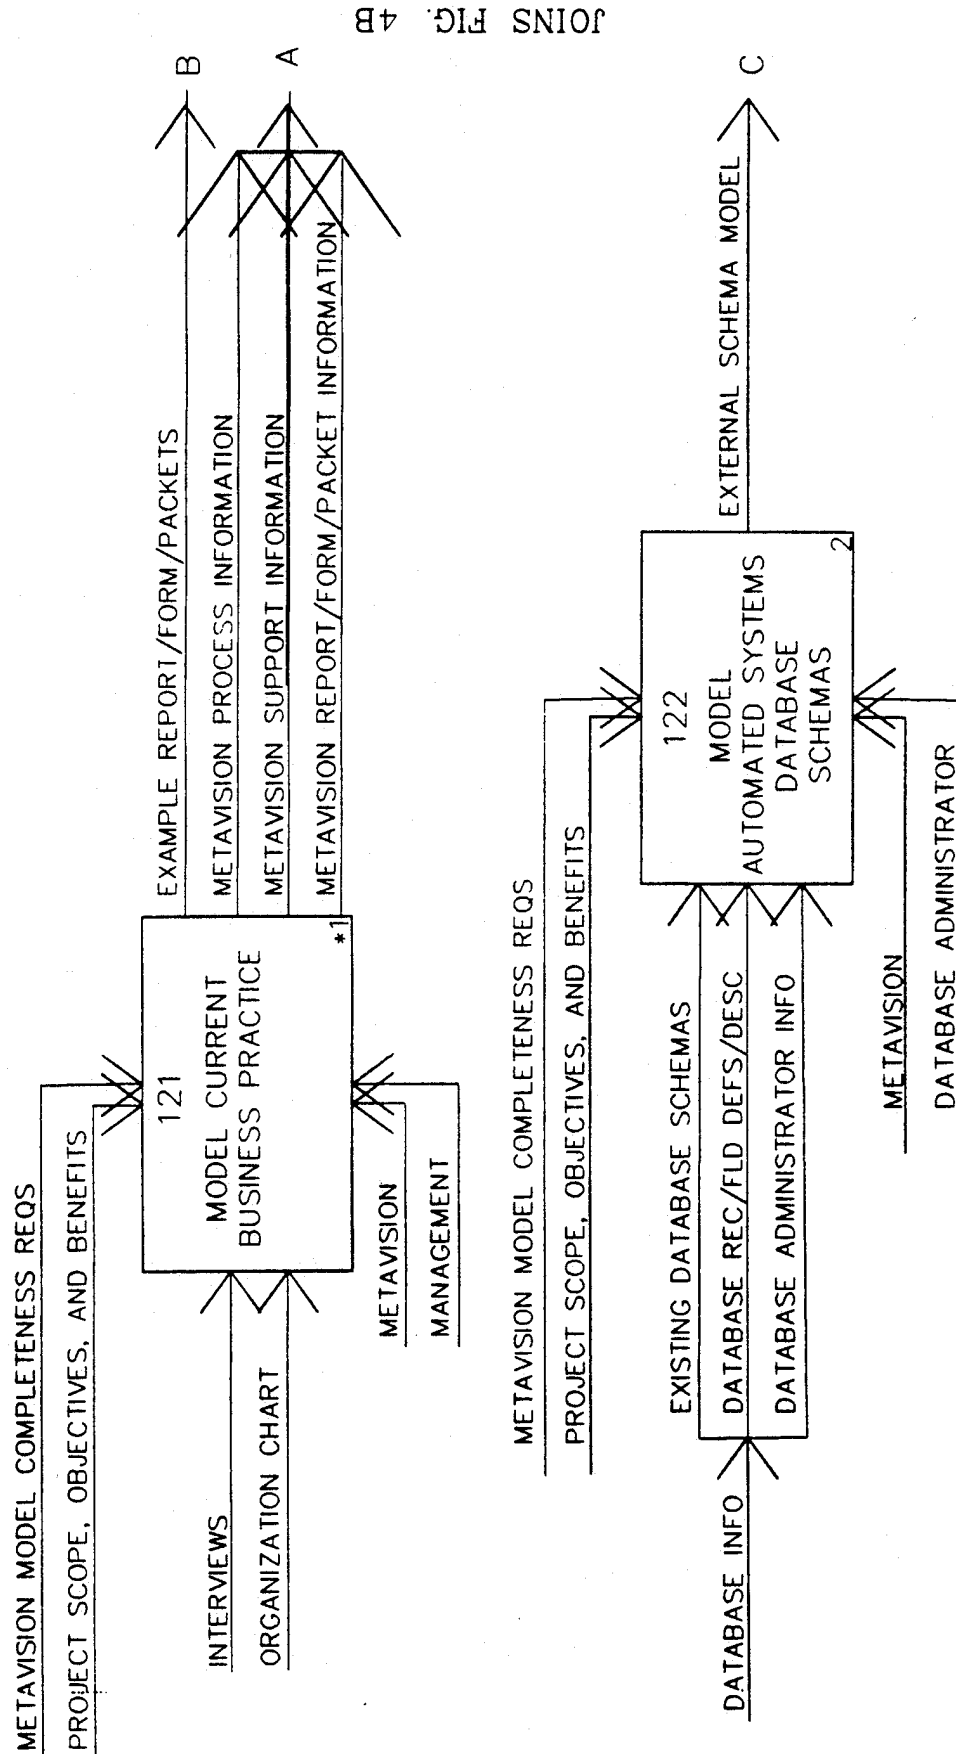 METAVISION MODEL COMPLETENESS REQS
PROJECT SCOPE, OBJECTIVES, AND BENEFITS
INTERVIEWS
ORGANIZATION CHART
121
MODEL CURRENT
BUSINESS PRACTICE
*1
METAVISION
MANAGEMENT
EXAMPLE REPORT/FORM/PACKETS
METAVISION PROCESS INFORMATION
METAVISION SUPPORT INFORMATION
METAVISION REPORT/FORM/PACKET INFORMATION
B
A
METAVISION MODEL COMPLETENESS REQS
PROJECT SCOPE, OBJECTIVES, AND BENEFITS
DATABASE INFO
EXISTING DATABASE SCHEMAS
DATABASE REC/FLD DEFS/DESC
DATABASE ADMINISTRATOR INFO
122
MODEL
AUTOMATED SYSTEMS
DATABASE
SCHEMAS
2
METAVISION
DATABASE ADMINISTRATOR
EXTERNAL SCHEMA MODEL
C
JOINS FIG. 4B